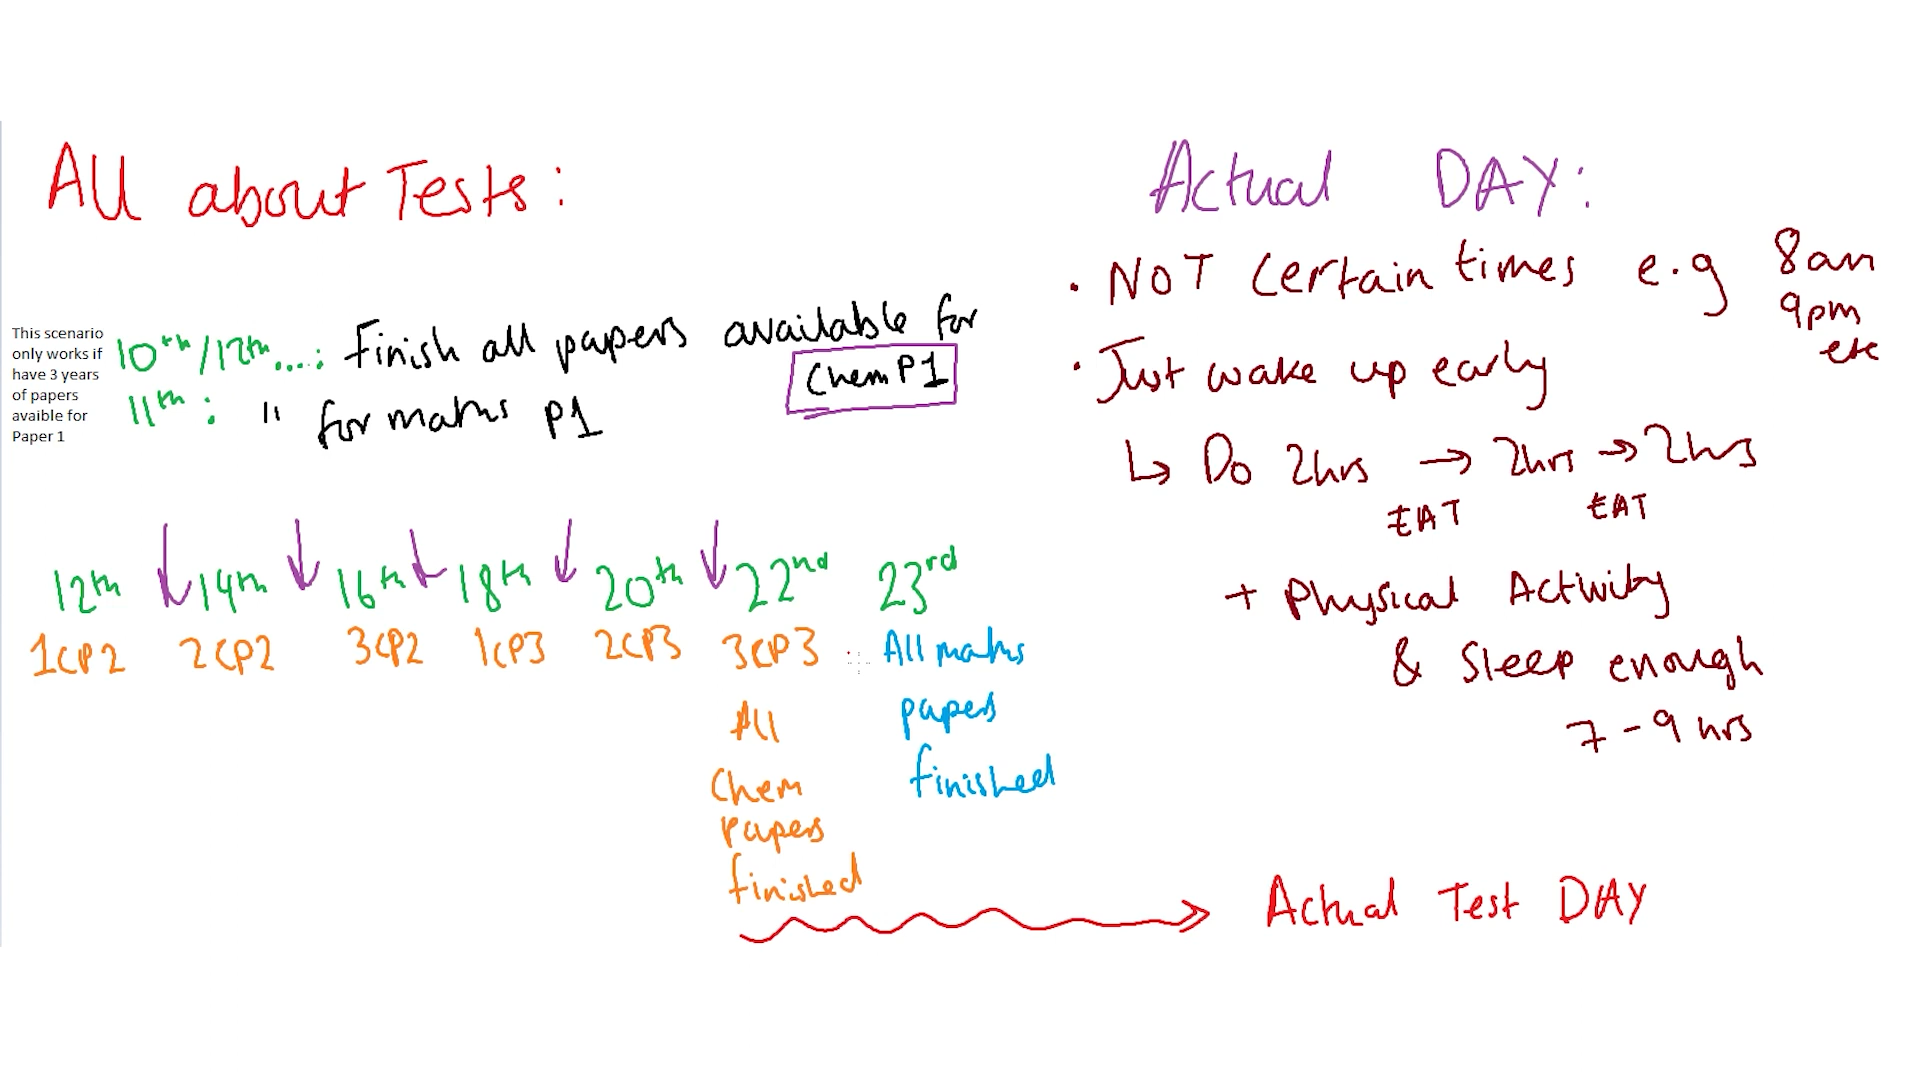 All about Tests:
This scenario
only works if
have 3 years
of papers
avaible for
Paper 1
10th/12th....: Finish all papers available for
Chem P1
11th: " for maths P1
12th 14th 16th 18th 20th 22nd 23rd
1CP2 2CP2 3CP2 1CP3 2CP3 3CP3 All maths
papers
finished
All
Chem
papers
finished
Actual DAY:
• NOT certain times e.g 8am
9pm
etc
• Just wake up early
↳ Do 2hrs → 2hrs → 2hrs
EAT EAT
+ Physical Activity
& Sleep enough
7-9 hrs
Actual Test DAY